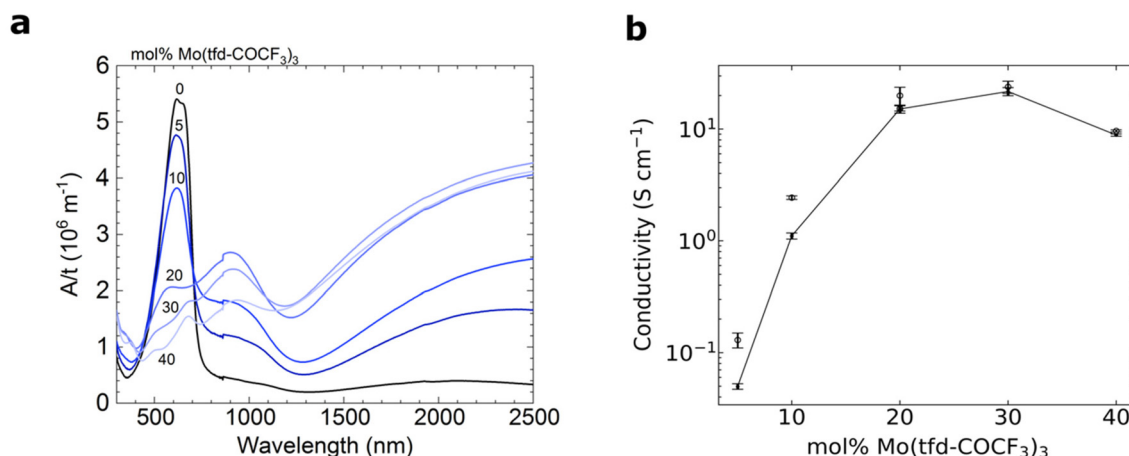 a
mol% Mo(tfd-COCF₃)₃
6
5
4
3
2
1
0
0
5
10
20
30
40
500 1000 1500 2000 2500
Wavelength (nm)
A/t (10⁶ m⁻¹)
b
10¹
10⁰
10⁻¹
10 20 30 40
mol% Mo(tfd-COCF₃)₃
Conductivity (S cm⁻¹)